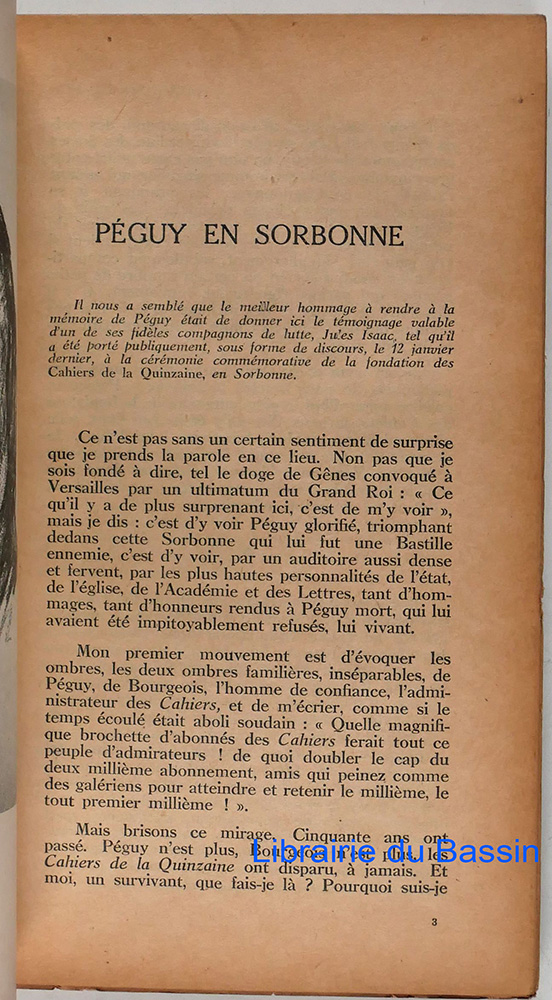 PÉGUY EN SORBONNE
Il nous a semblé que le meilleur hommage à rendre à la
mémoire de Péguy était de donner ici le témoignage valable
d'un de ses fidèles compagnons de lutte, Jules Isaac, tel qu'il
a été porté publiquement, sous forme de discours, le 12 janvier
dernier, à la cérémonie commémorative de la fondation des
Cahiers de la Quinzaine, en Sorbonne.
Ce n'est pas sans un certain sentiment de surprise
que je prends la parole en ce lieu. Non pas que je
sois fondé à dire, tel le doge de Gênes convoqué à
Versailles par un ultimatum du Grand Roi : « Ce
qu'il y a de plus surprenant ici, c'est de m'y voir »,
mais je dis : c'est d'y voir Péguy glorifié, triomphant
dedans cette Sorbonne qui lui fut une Bastille
ennemie, c'est d'y voir, par un auditoire aussi dense
et fervent, par les plus hautes personnalités de l'état,
de l'église, de l'Académie et des Lettres, tant d'hom-
mages, tant d'honneurs rendus à Péguy mort, qui lui
avaient été impitoyablement refusés, lui vivant.
Mon premier mouvement est d'évoquer les
ombres, les deux ombres familières, inséparables, de
Péguy, de Bourgeois, l'homme de confiance, l'admi-
nistrateur des Cahiers, et de m'écrier, comme si le
temps écoulé était aboli soudain : « Quelle magnifi-
que brochette d'abonnés des Cahiers ferait tout ce
peuple d'admirateurs ! de quoi doubler le cap du
deux millième abonnement, amis qui peinez comme
des galériens pour atteindre et retenir le millième, le
tout premier millième ! ».
Mais brisons ce mirage. Cinquante ans ont
passé. Péguy n'est plus, Bourgeois n'est plus, les
Cahiers de la Quinzaine ont disparu, à jamais. Et
moi, un survivant, que fais-je là ? Pourquoi suis-je
Librairie du Bassin
3